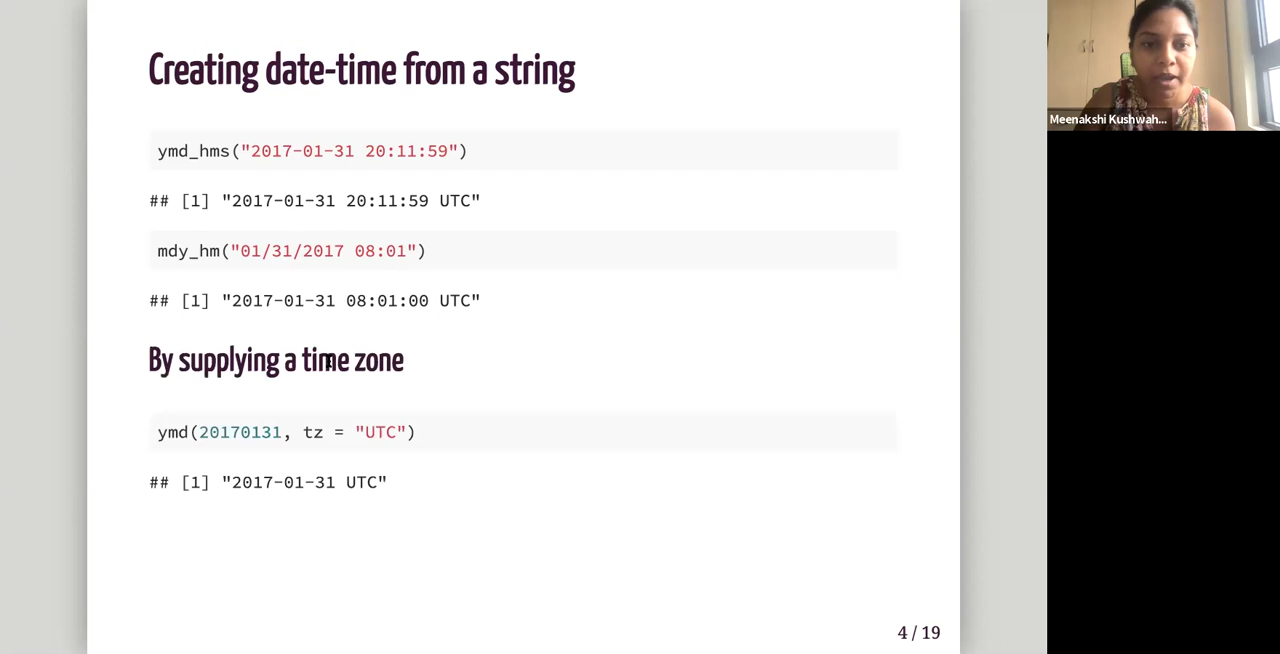 Creating date-time from a string
ymd_hms("2017-01-31 20:11:59")
## [1] "2017-01-31 20:11:59 UTC"
mdy_hm("01/31/2017 08:01")
## [1] "2017-01-31 08:01:00 UTC"
By supplying a time zone
ymd(20170131, tz = "UTC")
## [1] "2017-01-31 UTC"
4 / 19
Meenakshi Kushwah...